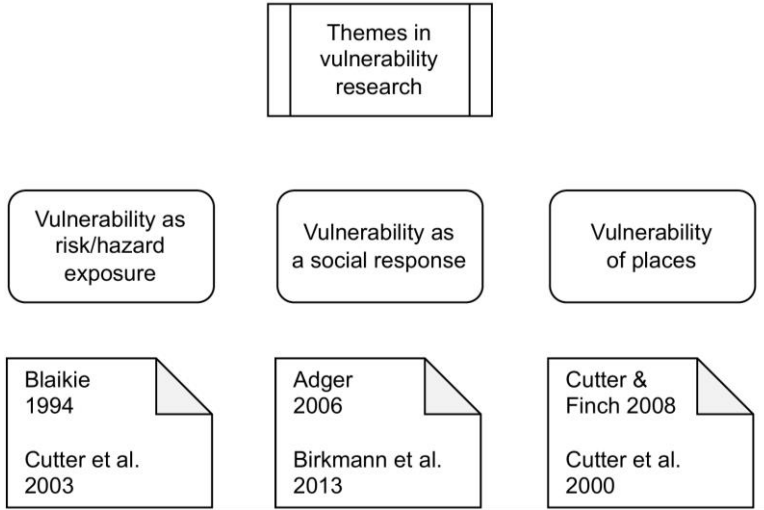 Themes in
vulnerability
research
Vulnerability as
risk/hazard
exposure
Vulnerability as
a social response
Vulnerability
of places
Blaikie
1994
Cutter et al.
2003
Adger
2006
Birkmann et al.
2013
Cutter &
Finch 2008
Cutter et al.
2000